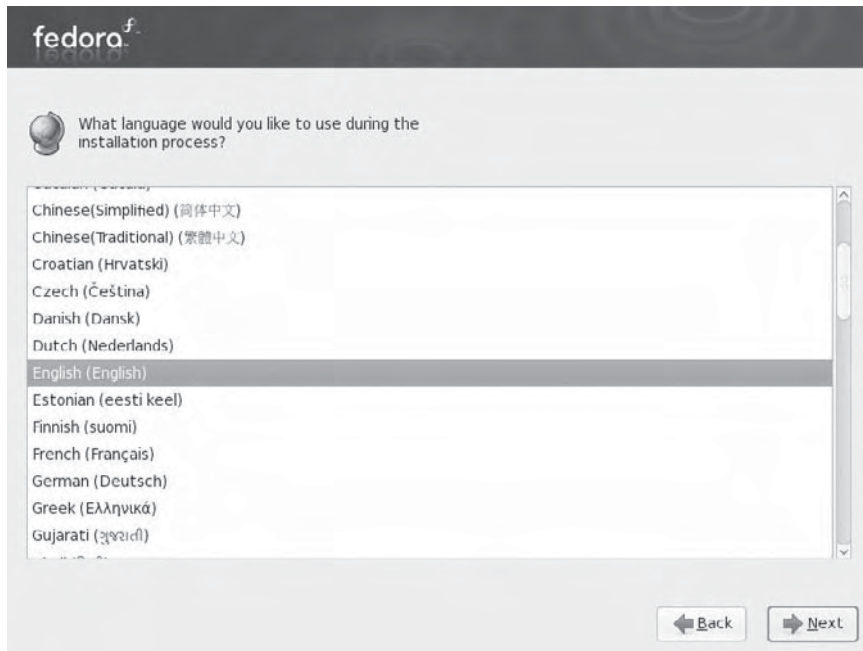 fedora
What language would you like to use during the
installation process?
Chinese(Simplified) (简体中文)
Chinese(Traditional) (繁體中文)
Croatian (Hrvatski)
Czech (Čeština)
Danish (Dansk)
Dutch (Nederlands)
English (English)
Estonian (eesti keel)
Finnish (suomi)
French (Français)
German (Deutsch)
Greek (Ελληνικά)
Gujarati (ગુજરાતી)
Back
Next